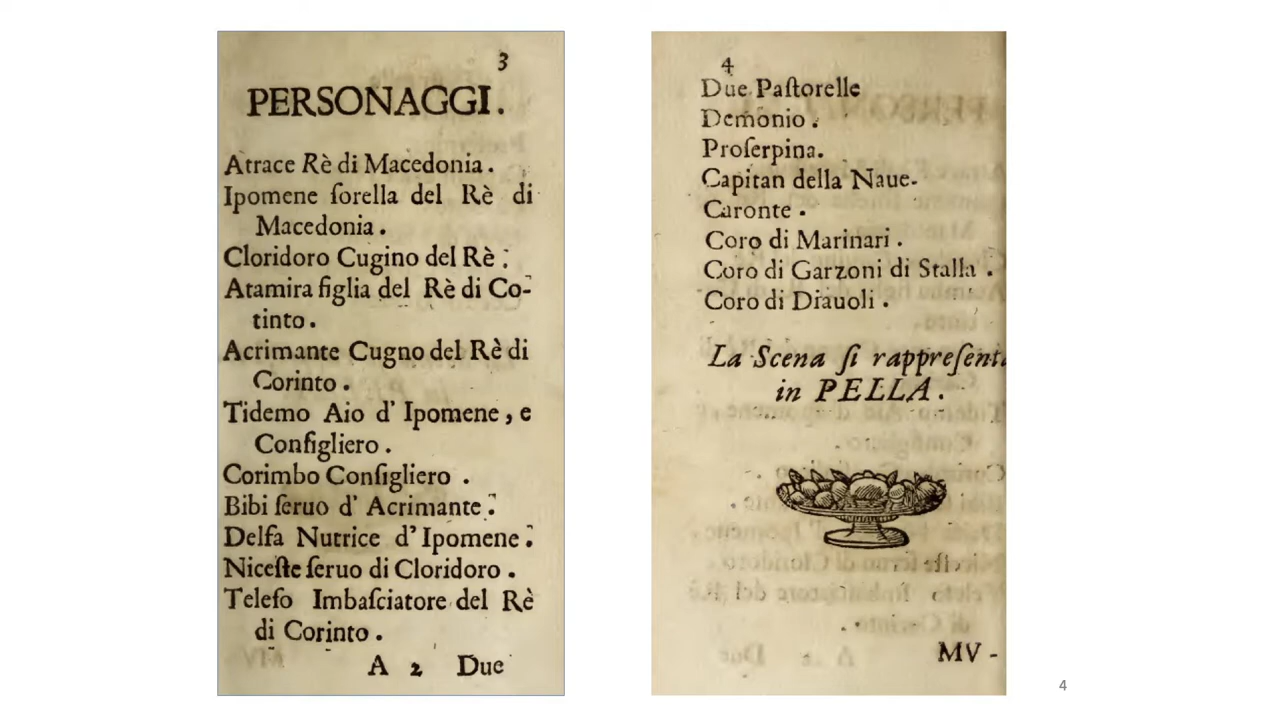 3
PERSONAGGI.
Atrace Rè di Macedonia.
Ipomene ſorella del Rè di
Macedonia.
Cloridoro Cugino del Rè.
Atamira figlia del Rè di Co-
tinto.
Acrimante Cugno del Rè di
Corinto.
Tidemo Aio d' Ipomene, e
Conſigliero.
Corimbo Conſigliero.
Bibi ſeruo d' Acrimante.
Delfa Nutrice d' Ipomene.
Niceſte ſeruo di Cloridoro.
Teleſo Imbaſciatore del Rè
di Corinto.
A 2 Due
4
Due Paſtorelle
Demonio.
Proſerpina.
Capitan della Naue.
Caronte.
Coro di Marinari.
Coro di Garzoni di Stalla.
Coro di Diauoli.
La Scena ſi rappreſenta
in PELLA.
MV-
4